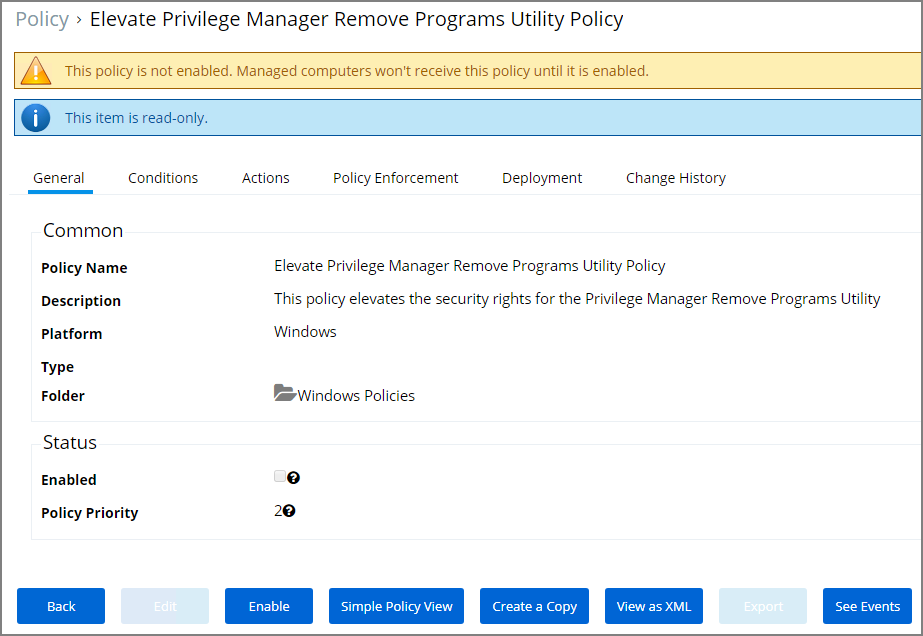 Policy › Elevate Privilege Manager Remove Programs Utility Policy
This policy is not enabled. Managed computers won't receive this policy until it is enabled.
This item is read-only.
General Conditions Actions Policy Enforcement Deployment Change History
Common
Policy Name Elevate Privilege Manager Remove Programs Utility Policy
Description This policy elevates the security rights for the Privilege Manager Remove Programs Utility
Platform Windows
Type
Folder Windows Policies
Status
Enabled ?
Policy Priority 2 ?
Back Edit Enable Simple Policy View Create a Copy View as XML Export See Events